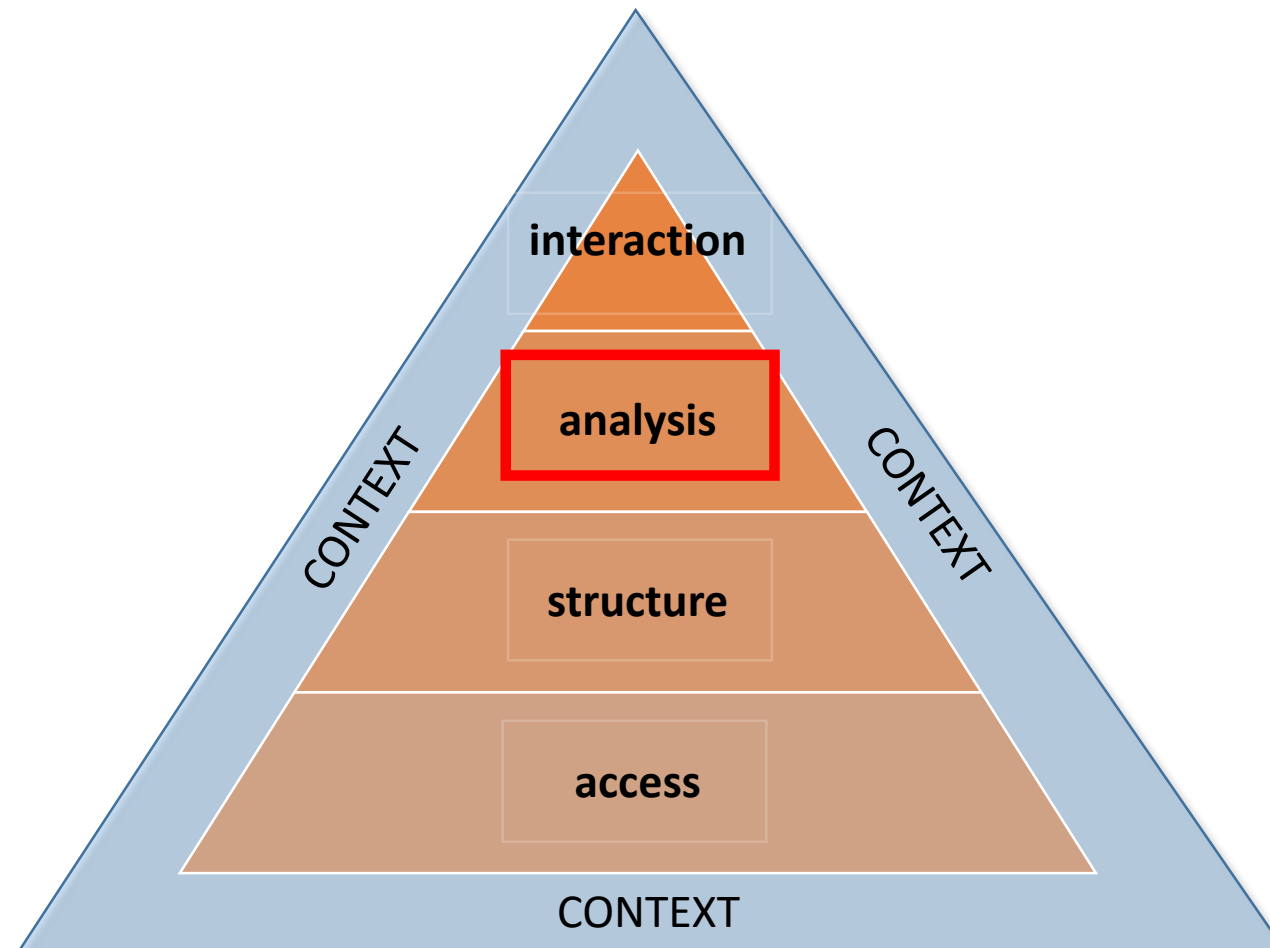 interaction
analysis
CONTEXT
CONTEXT
structure
access
CONTEXT